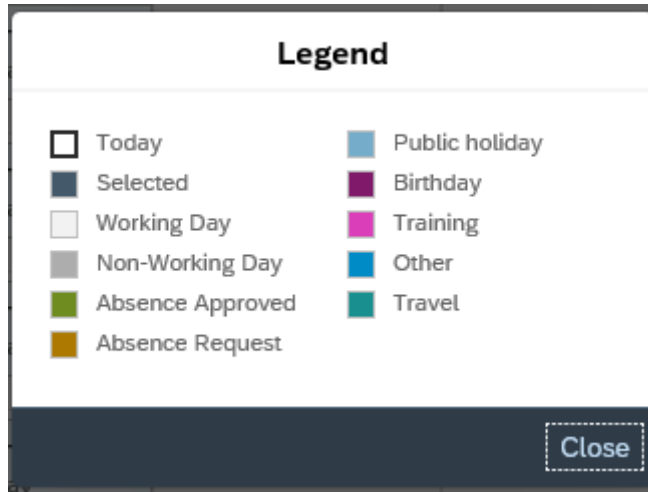 Legend
Today
Selected
Working Day
Non-Working Day
Absence Approved
Absence Request
Public holiday
Birthday
Training
Other
Travel
Close